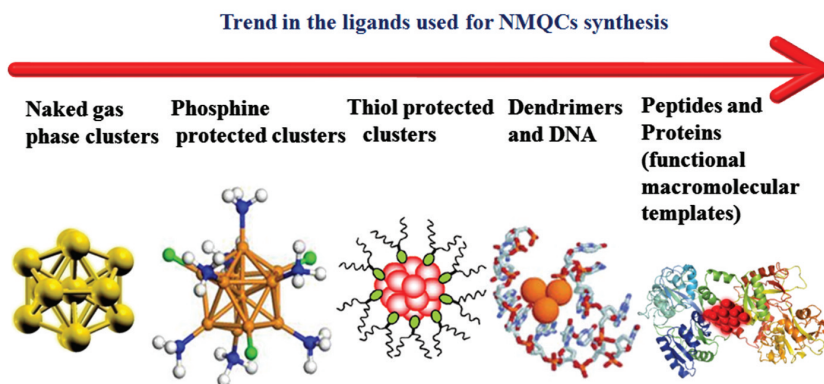 Trend in the ligands used for NMQCs synthesis
Naked gas
phase clusters
Phosphine
protected clusters
Thiol protected
clusters
Dendrimers
and DNA
Peptides and
Proteins
(functional
macromolecular
templates)